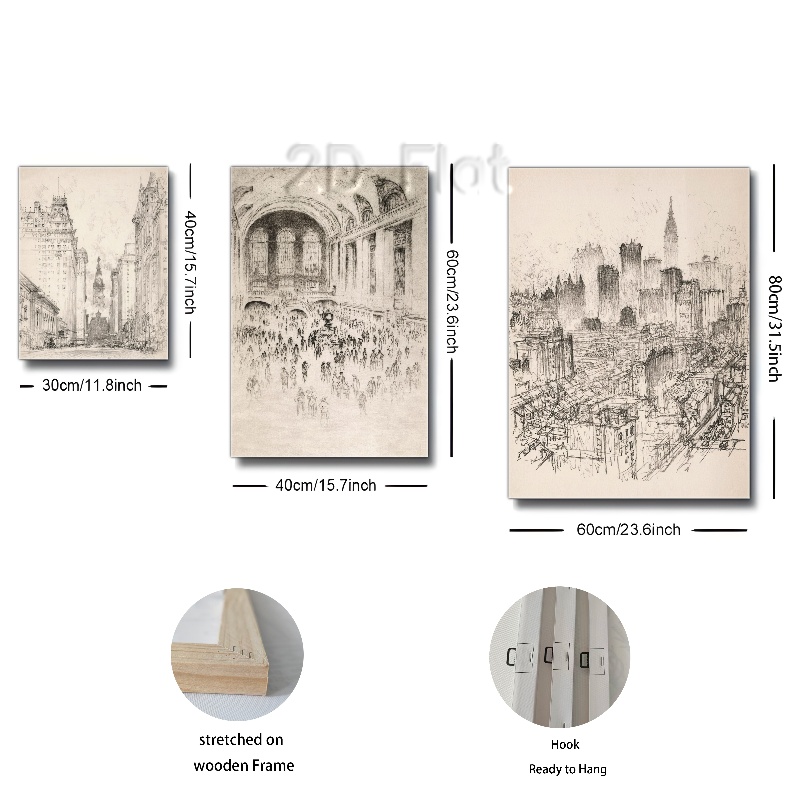 2D Flat
40cm/15.7inch
60cm/23.6inch
80cm/31.5inch
30cm/11.8inch
40cm/15.7inch
60cm/23.6inch
stretched on
wooden Frame
Hook
Ready to Hang